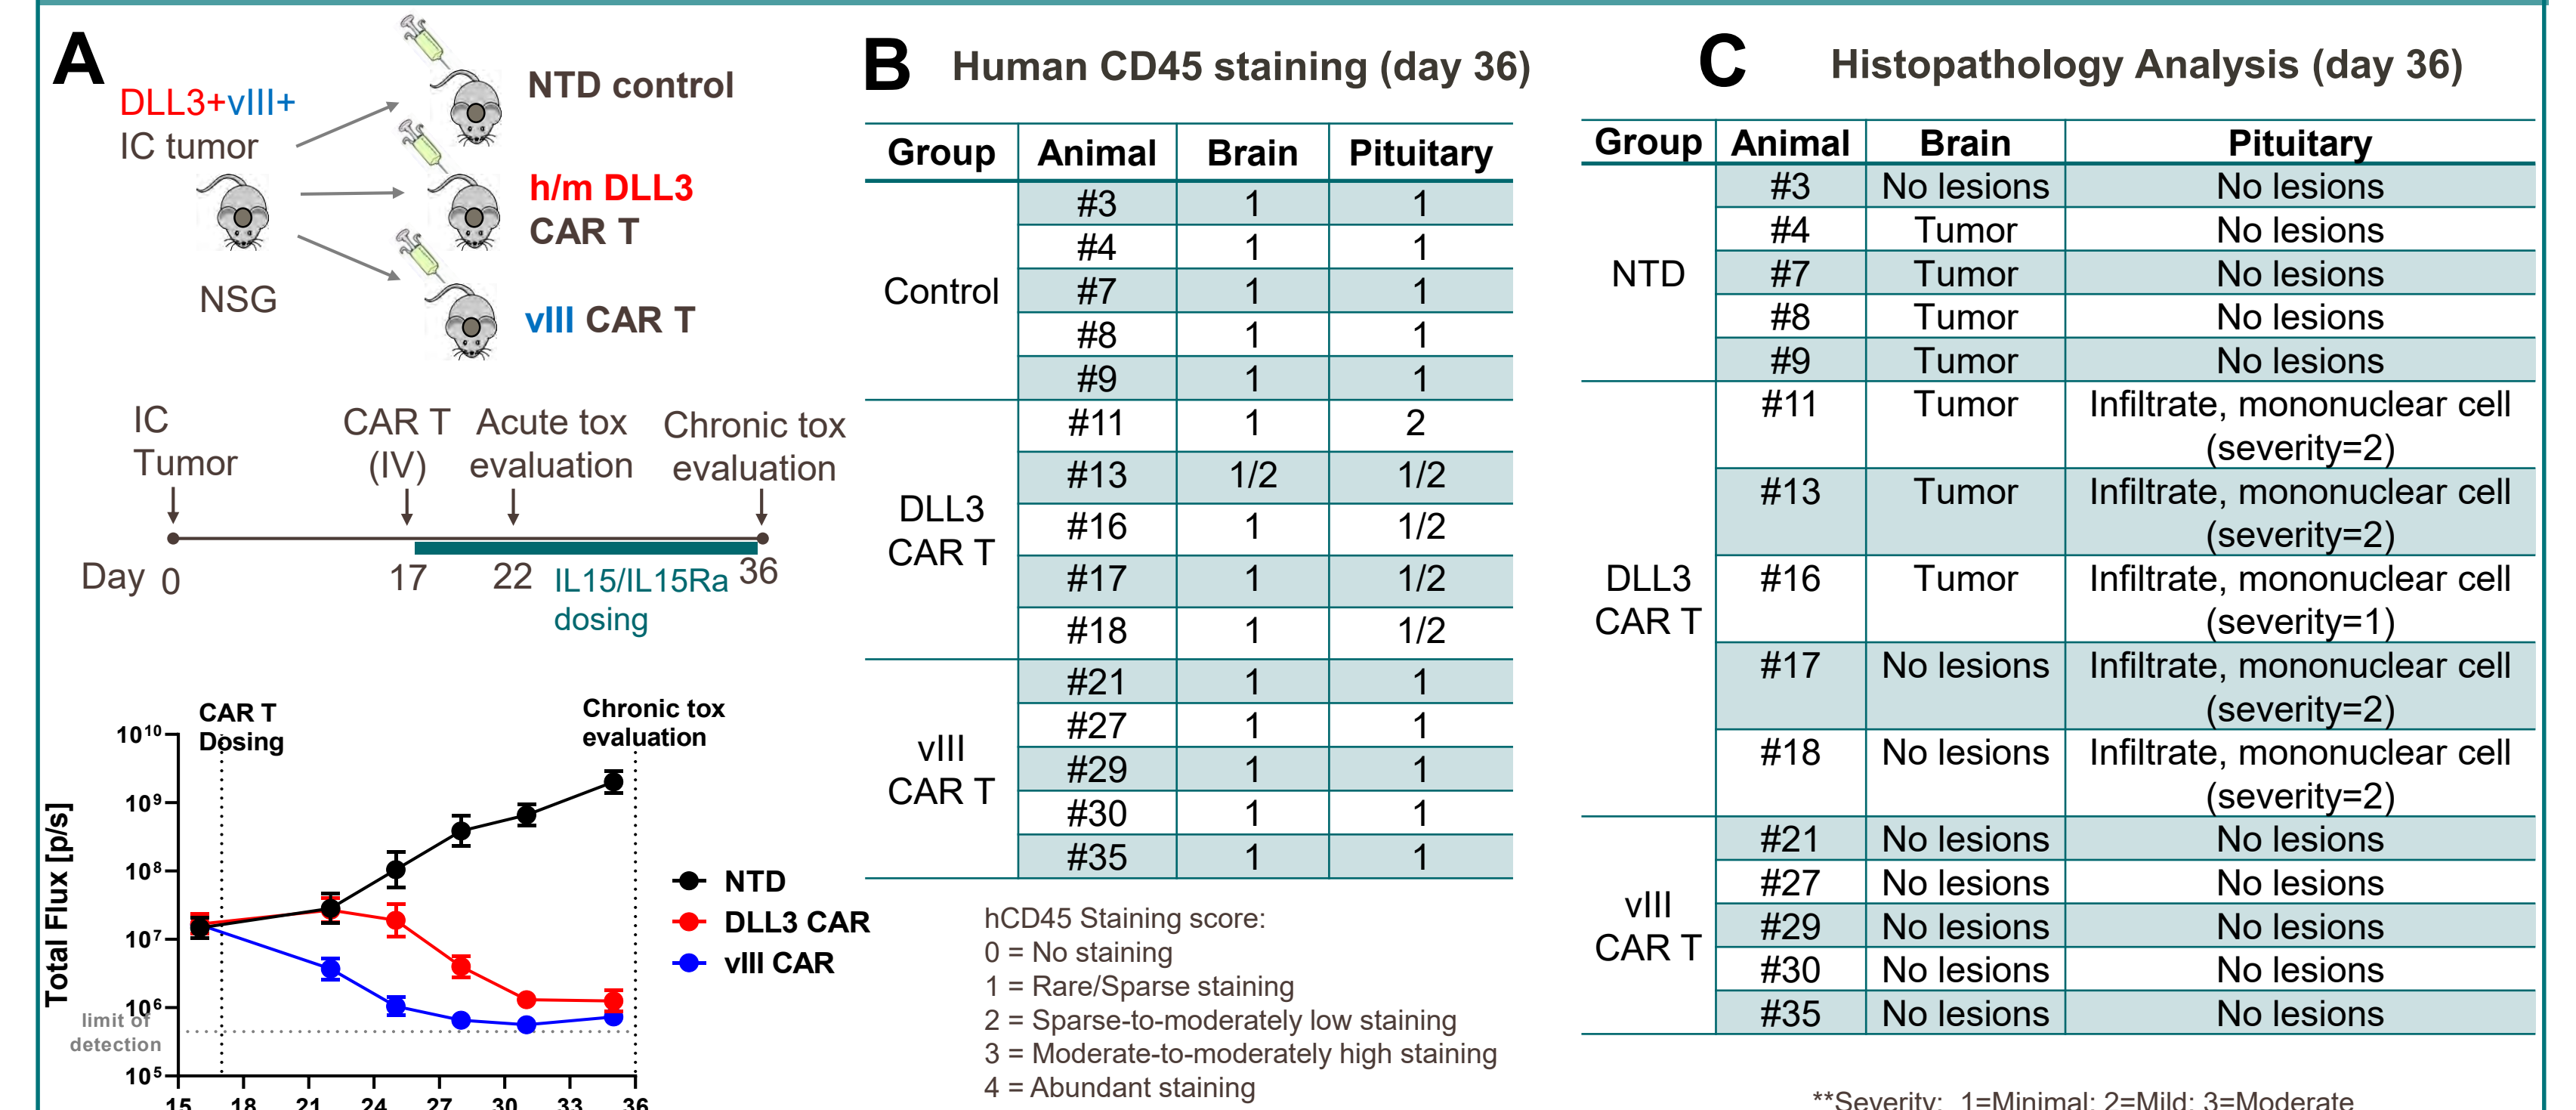 A
DLL3+vIII+
IC tumor
NSG
NTD control
h/m DLL3
CAR T
vIII CAR T
IC
Tumor
CAR T
(IV)
Acute tox
evaluation
Chronic tox
evaluation
Day 0 17 22 36
IL15/IL15Ra
dosing
CAR T
Dosing
Chronic tox
evaluation
Total Flux [p/s]
10^10
10^9
10^8
10^7
10^6
10^5
limit of
detection
15 18 21 24 27 30 33 36
NTD
DLL3 CAR
vIII CAR
B Human CD45 staining (day 36)
Group Animal Brain Pituitary
Control
#3 1 1
#4 1 1
#7 1 1
#8 1 1
#9 1 1
DLL3
CAR T
#11 1 2
#13 1/2 1/2
#16 1 1/2
#17 1 1/2
#18 1 1/2
vIII
CAR T
#21 1 1
#27 1 1
#29 1 1
#30 1 1
#35 1 1
hCD45 Staining score:
0 = No staining
1 = Rare/Sparse staining
2 = Sparse-to-moderately low staining
3 = Moderate-to-moderately high staining
4 = Abundant staining
C Histopathology Analysis (day 36)
Group Animal Brain Pituitary
NTD
#3 No lesions No lesions
#4 Tumor No lesions
#7 Tumor No lesions
#8 Tumor No lesions
#9 Tumor No lesions
DLL3
CAR T
#11 Tumor Infiltrate, mononuclear cell
(severity=2)
#13 Tumor Infiltrate, mononuclear cell
(severity=2)
#16 Tumor Infiltrate, mononuclear cell
(severity=1)
#17 No lesions Infiltrate, mononuclear cell
(severity=2)
#18 No lesions Infiltrate, mononuclear cell
(severity=2)
vIII
CAR T
#21 No lesions No lesions
#27 No lesions No lesions
#29 No lesions No lesions
#30 No lesions No lesions
#35 No lesions No lesions
**Severity: 1=Minimal; 2=Mild; 3=Moderate